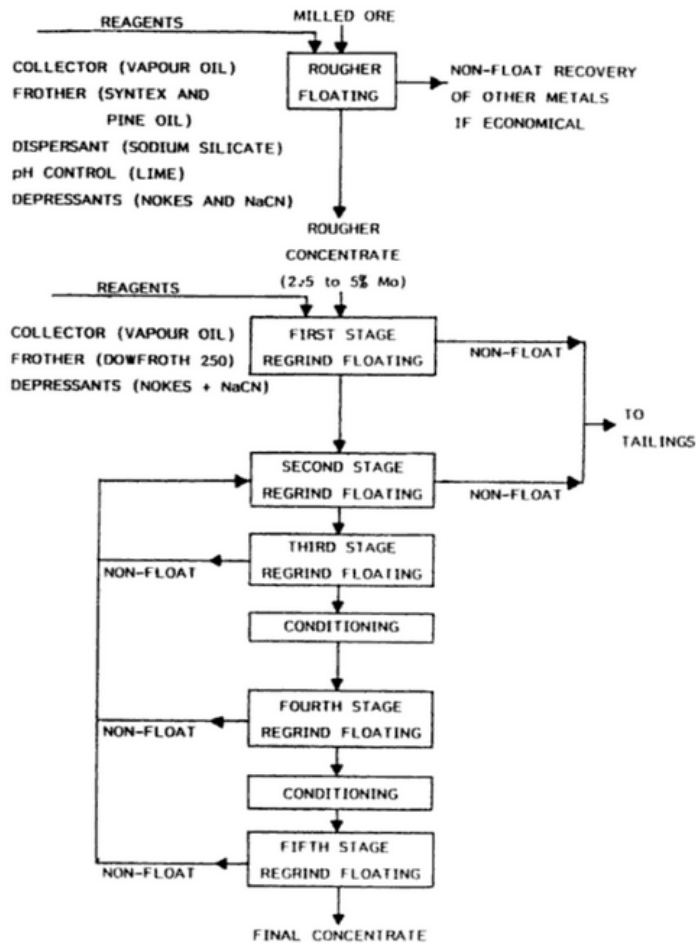 REAGENTS
MILLED ORE
COLLECTOR (VAPOUR OIL)
FROTHER (SYNTEX AND
PINE OIL)
DISPERSANT (SODIUM SILICATE)
pH CONTROL (LIME)
DEPRESSANTS (NOKES AND NaCN)
ROUGHER
FLOATING
NON-FLOAT RECOVERY
OF OTHER METALS
IF ECONOMICAL
ROUGHER
CONCENTRATE
(2.5 to 5% Mo)
REAGENTS
COLLECTOR (VAPOUR OIL)
FROTHER (DOWFROTH 250)
DEPRESSANTS (NOKES + NaCN)
FIRST STAGE
REGRIND FLOATING
NON-FLOAT
TO
TAILINGS
SECOND STAGE
REGRIND FLOATING
NON-FLOAT
THIRD STAGE
REGRIND FLOATING
NON-FLOAT
CONDITIONING
FOURTH STAGE
REGRIND FLOATING
NON-FLOAT
CONDITIONING
FIFTH STAGE
REGRIND FLOATING
NON-FLOAT
FINAL CONCENTRATE